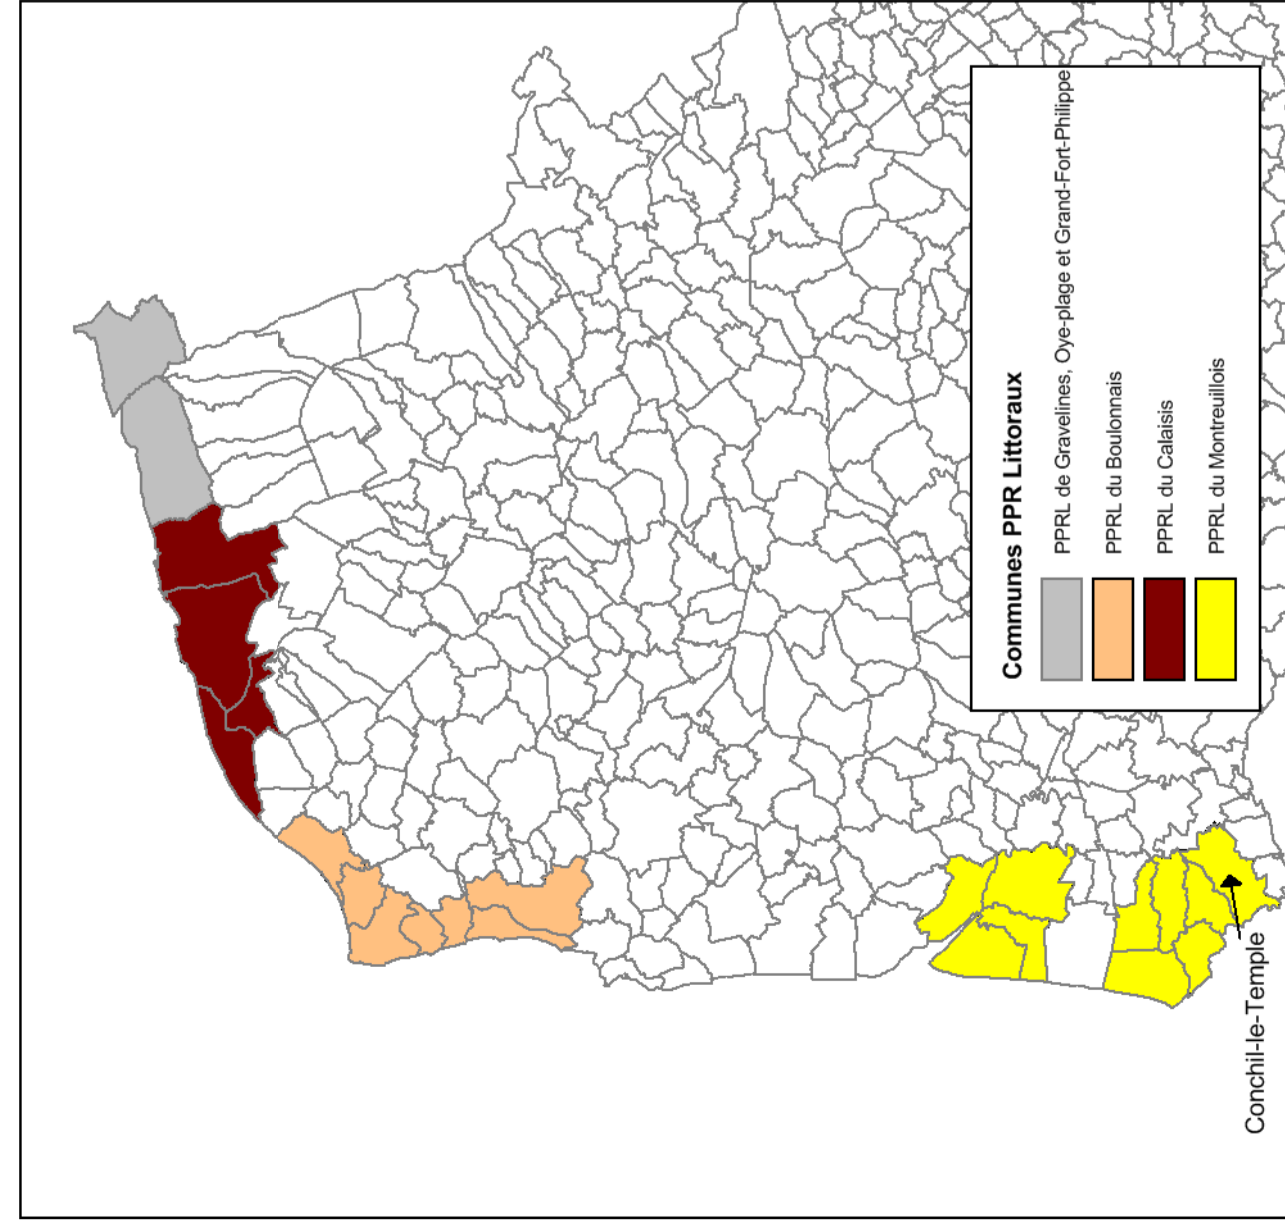 Communes PPR Littoraux
PPRL de Gravelines, Oye-plage et Grand-Fort-Philippe
PPRL du Boulonnais
PPRL du Calaisis
PPRL du Montreuillois
Conchil-le-Temple